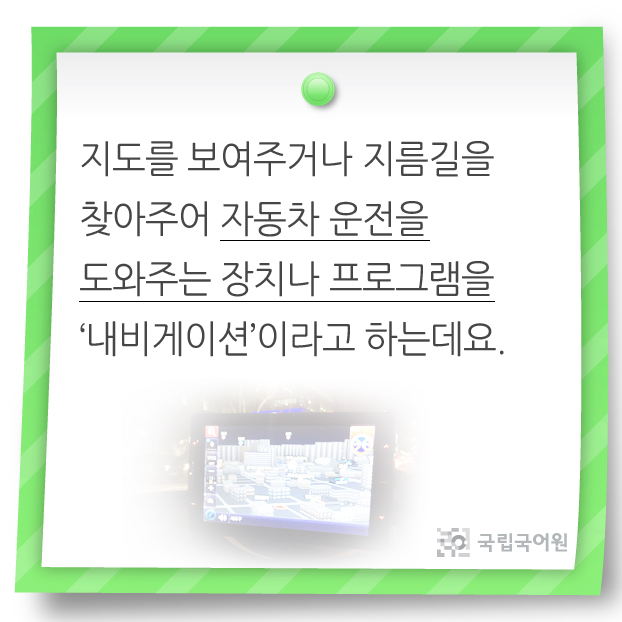 지도를 보여주거나 지름길을
찾아주어 자동차 운전을
도와주는 장치나 프로그램을
‘내비게이션’이라고 하는데요.
국립국어원